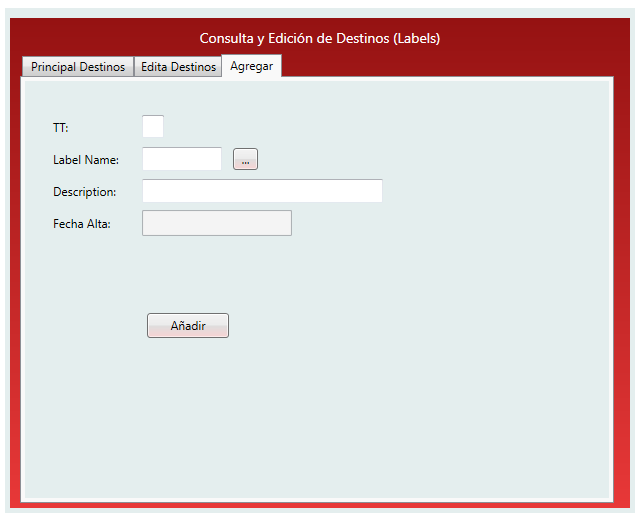 Consulta y Edición de Destinos (Labels)
Principal Destinos Edita Destinos Agregar
TT:
Label Name: ...
Description:
Fecha Alta:
Añadir